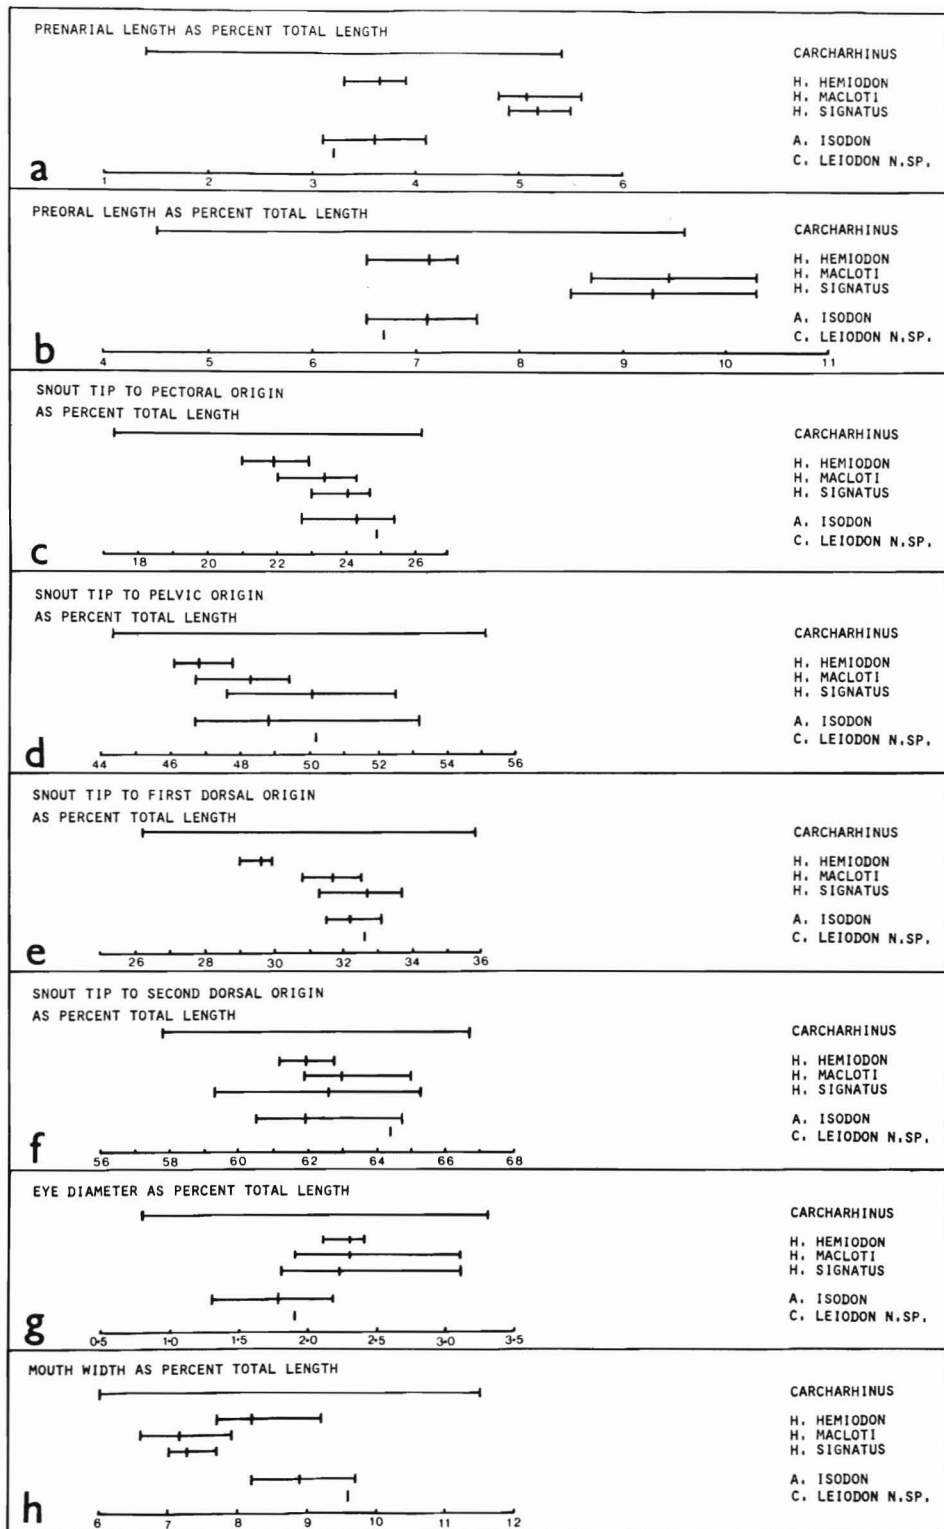 PRENARIAL LENGTH AS PERCENT TOTAL LENGTH
CARCHARHINUS
H. HEMIODON
H. MACLOTI
H. SIGNATUS
A. ISODON
C. LEIODON N.SP.
a
1 2 3 4 5 6
PREORAL LENGTH AS PERCENT TOTAL LENGTH
CARCHARHINUS
H. HEMIODON
H. MACLOTI
H. SIGNATUS
A. ISODON
C. LEIODON N.SP.
b
4 5 6 7 8 9 10 11
SNOUT TIP TO PECTORAL ORIGIN
AS PERCENT TOTAL LENGTH
CARCHARHINUS
H. HEMIODON
H. MACLOTI
H. SIGNATUS
A. ISODON
C. LEIODON N.SP.
c
18 20 22 24 26
SNOUT TIP TO PELVIC ORIGIN
AS PERCENT TOTAL LENGTH
CARCHARHINUS
H. HEMIODON
H. MACLOTI
H. SIGNATUS
A. ISODON
C. LEIODON N.SP.
d
44 46 48 50 52 54 56
SNOUT TIP TO FIRST DORSAL ORIGIN
AS PERCENT TOTAL LENGTH
CARCHARHINUS
H. HEMIODON
H. MACLOTI
H. SIGNATUS
A. ISODON
C. LEIODON N.SP.
e
26 28 30 32 34 36
SNOUT TIP TO SECOND DORSAL ORIGIN
AS PERCENT TOTAL LENGTH
CARCHARHINUS
H. HEMIODON
H. MACLOTI
H. SIGNATUS
A. ISODON
C. LEIODON N.SP.
f
56 58 60 62 64 66 68
EYE DIAMETER AS PERCENT TOTAL LENGTH
CARCHARHINUS
H. HEMIODON
H. MACLOTI
H. SIGNATUS
A. ISODON
C. LEIODON N.SP.
g
0·5 1·0 1·5 2·0 2·5 3·0 3·5
MOUTH WIDTH AS PERCENT TOTAL LENGTH
CARCHARHINUS
H. HEMIODON
H. MACLOTI
H. SIGNATUS
A. ISODON
C. LEIODON N.SP.
h
6 7 8 9 10 11 12